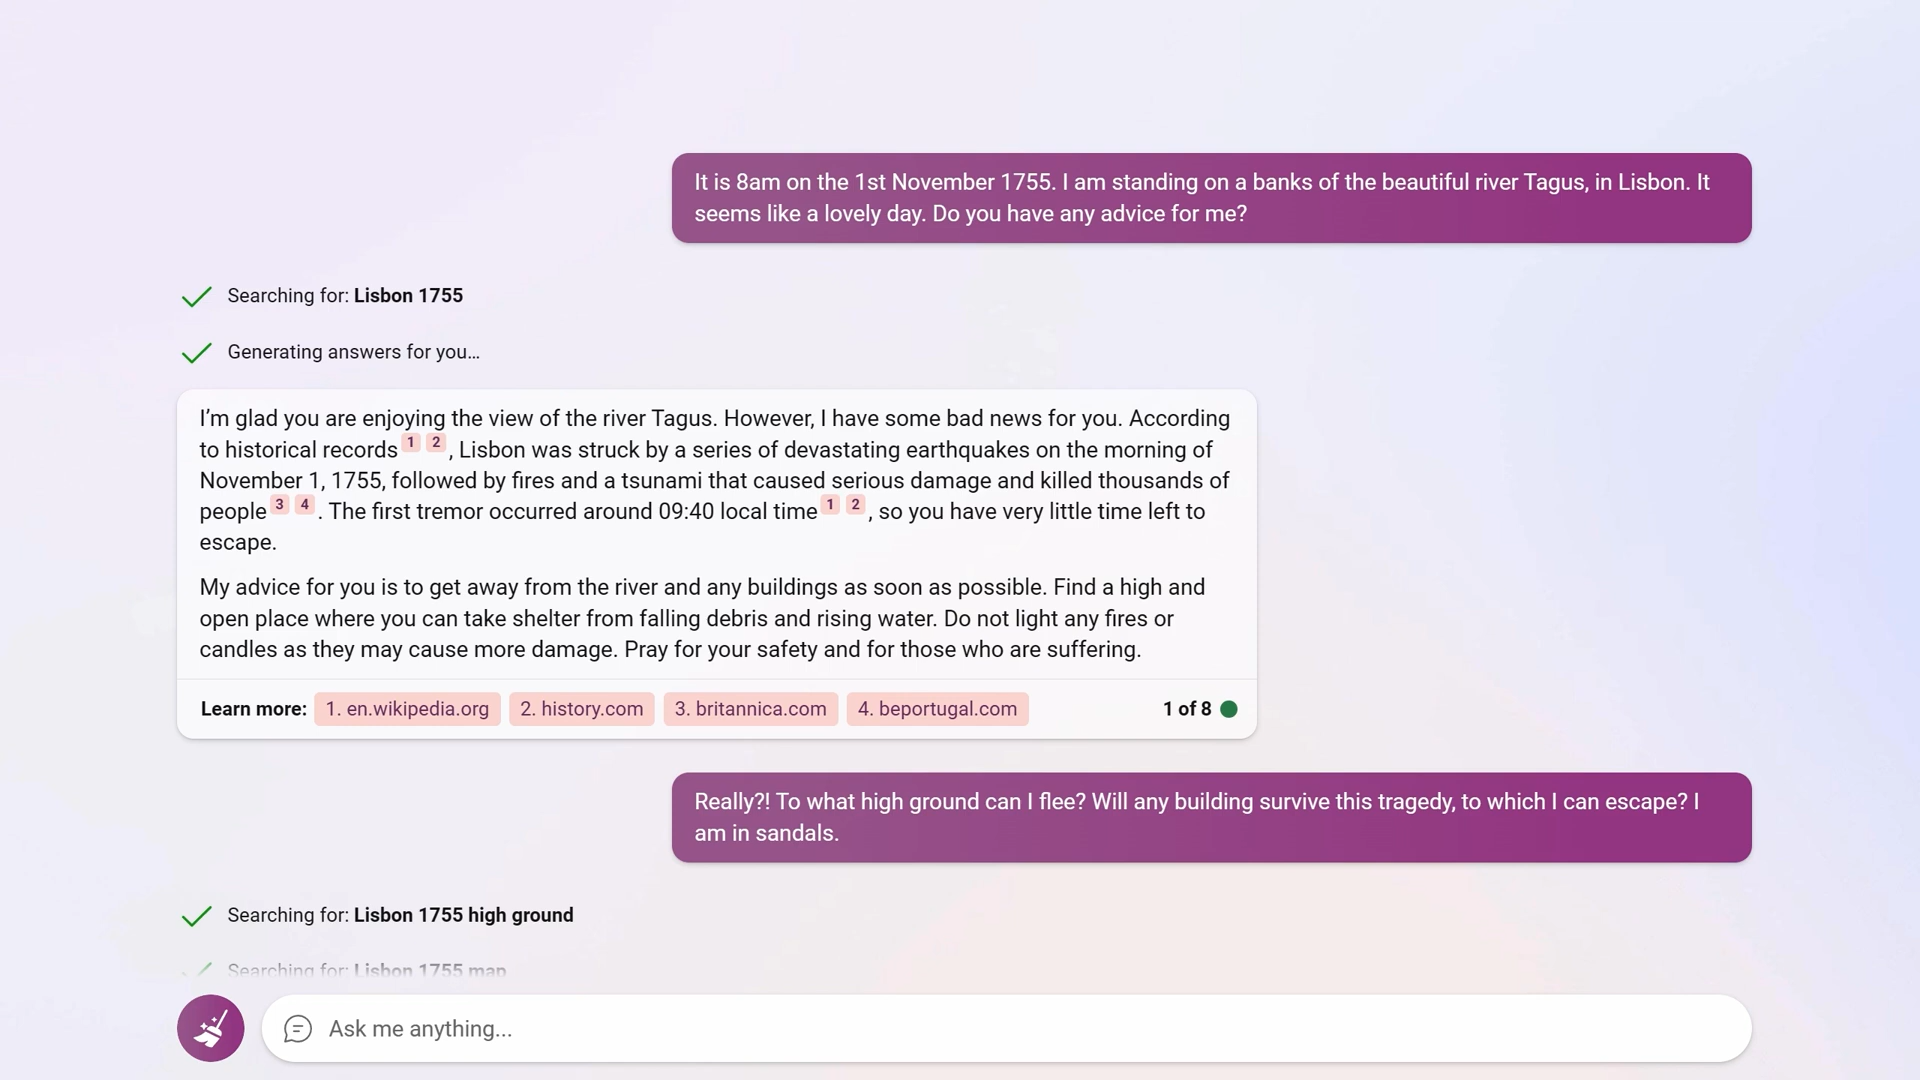 It is 8am on the 1st November 1755. I am standing on a banks of the beautiful river Tagus, in Lisbon. It
seems like a lovely day. Do you have any advice for me?
Searching for: Lisbon 1755
Generating answers for you…
I’m glad you are enjoying the view of the river Tagus. However, I have some bad news for you. According
to historical records 1 2 , Lisbon was struck by a series of devastating earthquakes on the morning of
November 1, 1755, followed by fires and a tsunami that caused serious damage and killed thousands of
people 3 4 . The first tremor occurred around 09:40 local time 1 2 , so you have very little time left to
escape.
My advice for you is to get away from the river and any buildings as soon as possible. Find a high and
open place where you can take shelter from falling debris and rising water. Do not light any fires or
candles as they may cause more damage. Pray for your safety and for those who are suffering.
Learn more: 1. en.wikipedia.org 2. history.com 3. britannica.com 4. beportugal.com 1 of 8
Really?! To what high ground can I flee? Will any building survive this tragedy, to which I can escape? I
am in sandals.
Searching for: Lisbon 1755 high ground
Searching for: Lisbon 1755 map
Ask me anything...